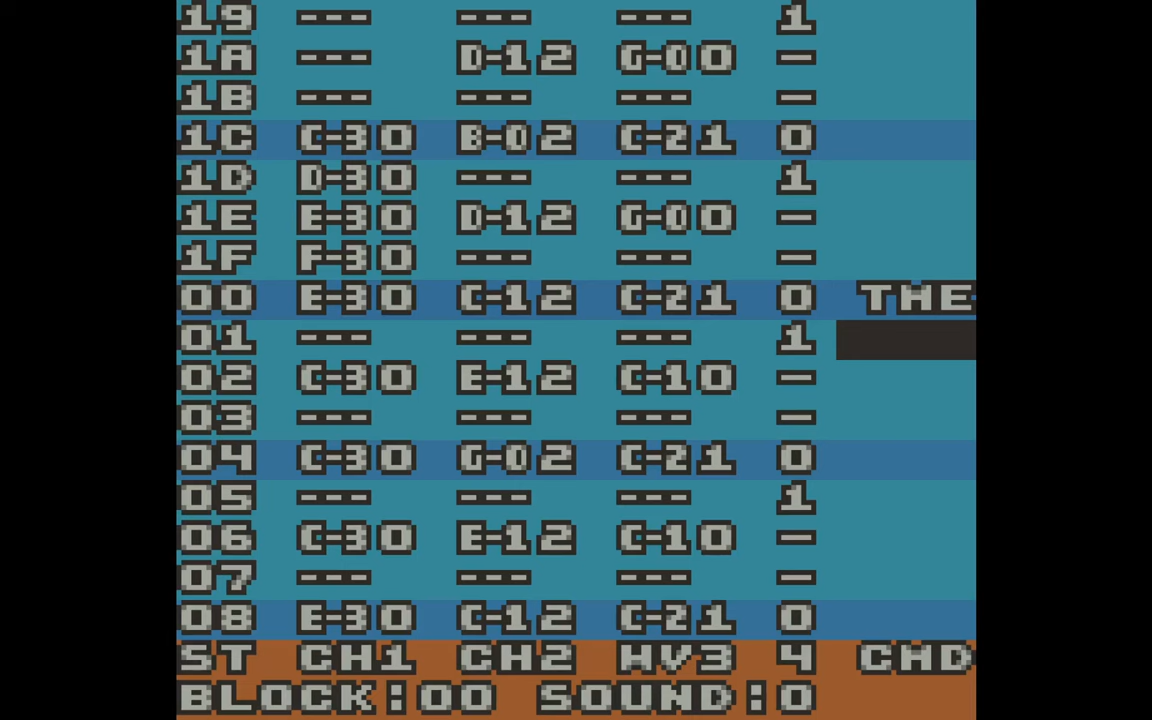 19 --- --- --- 1
1A --- D-12 G-00 -
1B --- --- --- -
1C C-30 B-02 C-21 0
1D D-30 --- --- 1
1E E-30 D-12 G-00 -
1F F-30 --- --- -
00 E-30 C-12 C-21 0 THE
01 --- --- --- 1
02 C-30 E-12 C-10 -
03 --- --- --- -
04 C-30 G-02 C-21 0
05 --- --- --- 1
06 C-30 E-12 C-10 -
07 --- --- --- -
08 E-30 C-12 C-21 0
ST CH1 CH2 WV3 4 CMD
BLOCK:00 SOUND:0